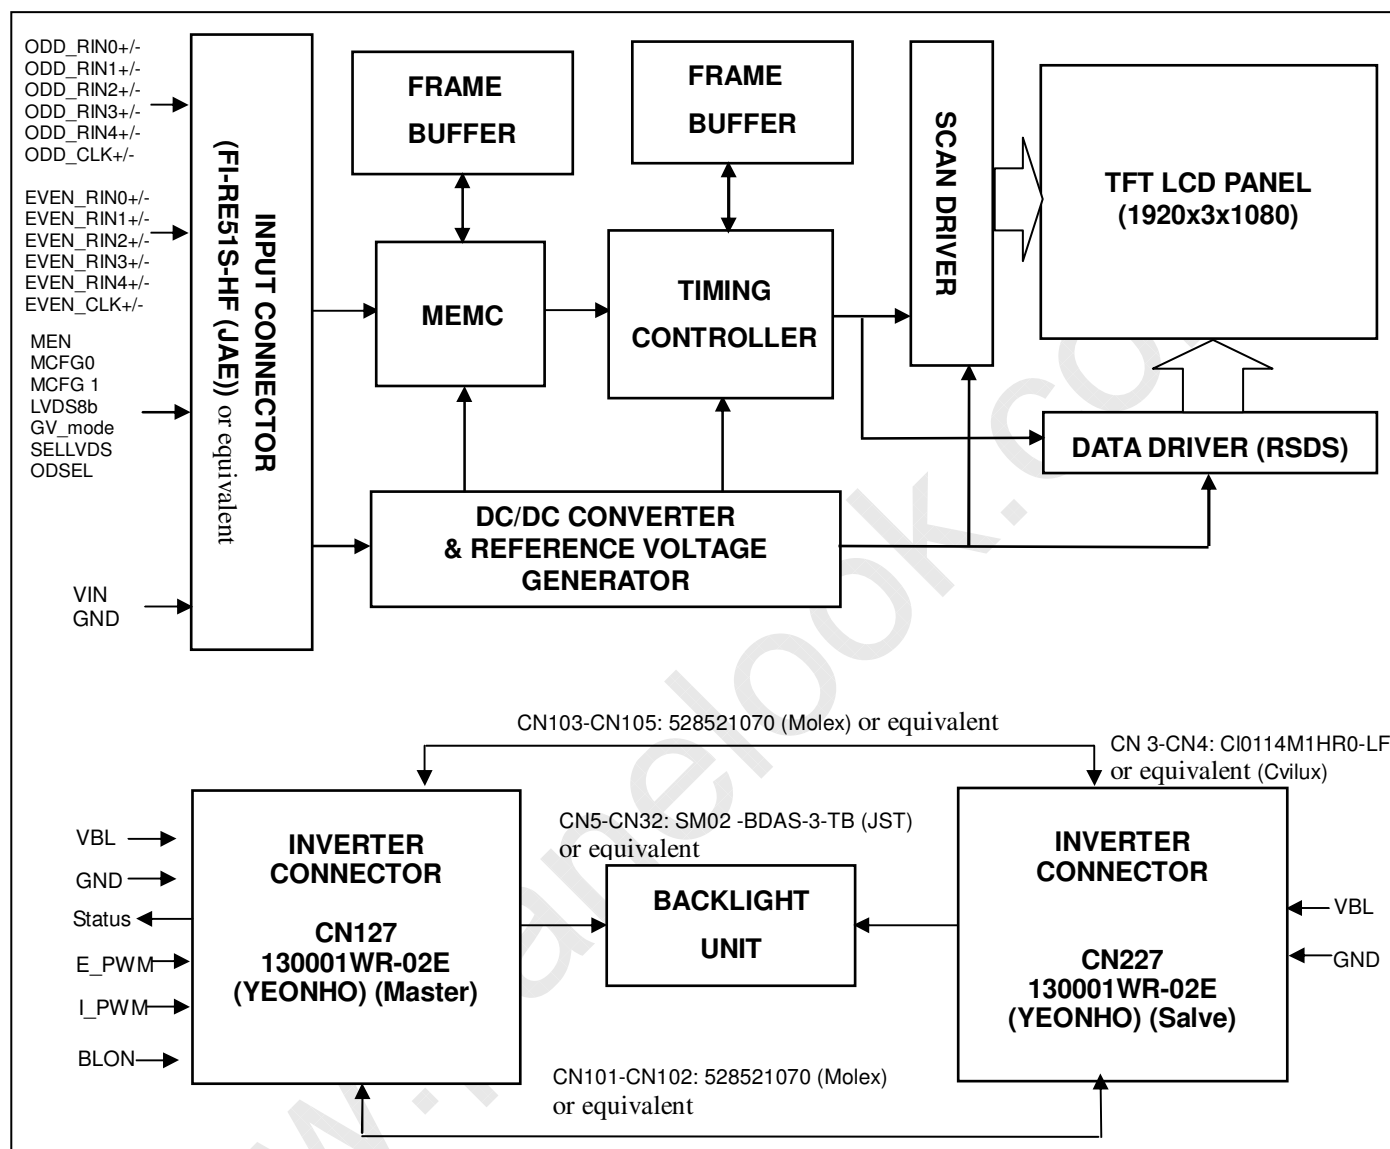 ODD_RIN0+/-
ODD_RIN1+/-
ODD_RIN2+/-
ODD_RIN3+/-
ODD_RIN4+/-
ODD_CLK+/-
EVEN_RIN0+/-
EVEN_RIN1+/-
EVEN_RIN2+/-
EVEN_RIN3+/-
EVEN_RIN4+/-
EVEN_CLK+/-
MEN
MCFG0
MCFG 1
LVDS8b
GV_mode
SELLVDS
ODSEL
VIN
GND
INPUT CONNECTOR
(FI-RE51S-HF (JAE)) or equivalent
FRAME
BUFFER
MEMC
FRAME
BUFFER
TIMING
CONTROLLER
DC/DC CONVERTER
& REFERENCE VOLTAGE
GENERATOR
SCAN DRIVER
TFT LCD PANEL
(1920x3x1080)
DATA DRIVER (RSDS)
CN103-CN105: 528521070 (Molex) or equivalent
CN 3-CN4: CI0114M1HR0-LF
or equivalent (Cvilux)
VBL
GND
Status
E_PWM
I_PWM
BLON
INVERTER
CONNECTOR
CN127
130001WR-02E
(YEONHO) (Master)
CN5-CN32: SM02 -BDAS-3-TB (JST)
or equivalent
BACKLIGHT
UNIT
INVERTER
CONNECTOR
CN227
130001WR-02E
(YEONHO) (Salve)
VBL
GND
CN101-CN102: 528521070 (Molex)
or equivalent
www.panelook.com